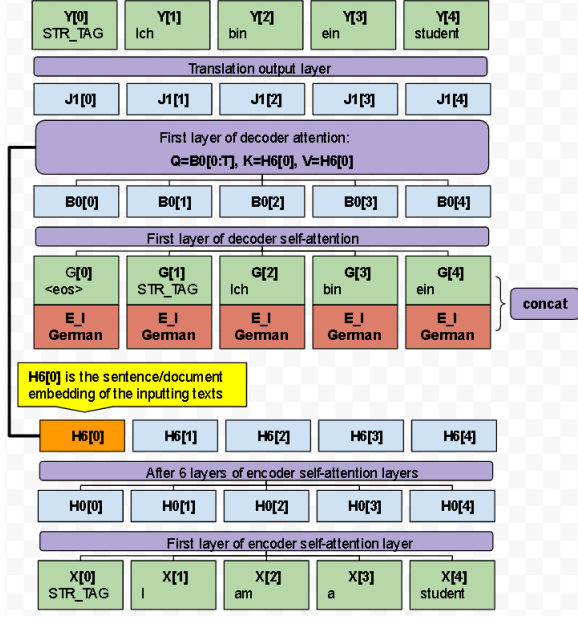 Y[0] Y[1] Y[2] Y[3] Y[4]
STR_TAG Ich bin ein student
Translation output layer
J1[0] J1[1] J1[2] J1[3] J1[4]
First layer of decoder attention:
Q=B0[0:T], K=H6[0], V=H6[0]
B0[0] B0[1] B0[2] B0[3] B0[4]
First layer of decoder self-attention
G[0] G[1] G[2] G[3] G[4]
<eos> STR_TAG Ich bin ein
E_l E_l E_l E_l E_l
German German German German German
concat
H6[0] is the sentence/document
embedding of the inputting texts
H6[0] H6[1] H6[2] H6[3] H6[4]
After 6 layers of encoder self-attention layers
H0[0] H0[1] H0[2] H0[3] H0[4]
First layer of encoder self-attention layer
X[0] X[1] X[2] X[3] X[4]
STR_TAG I am a student